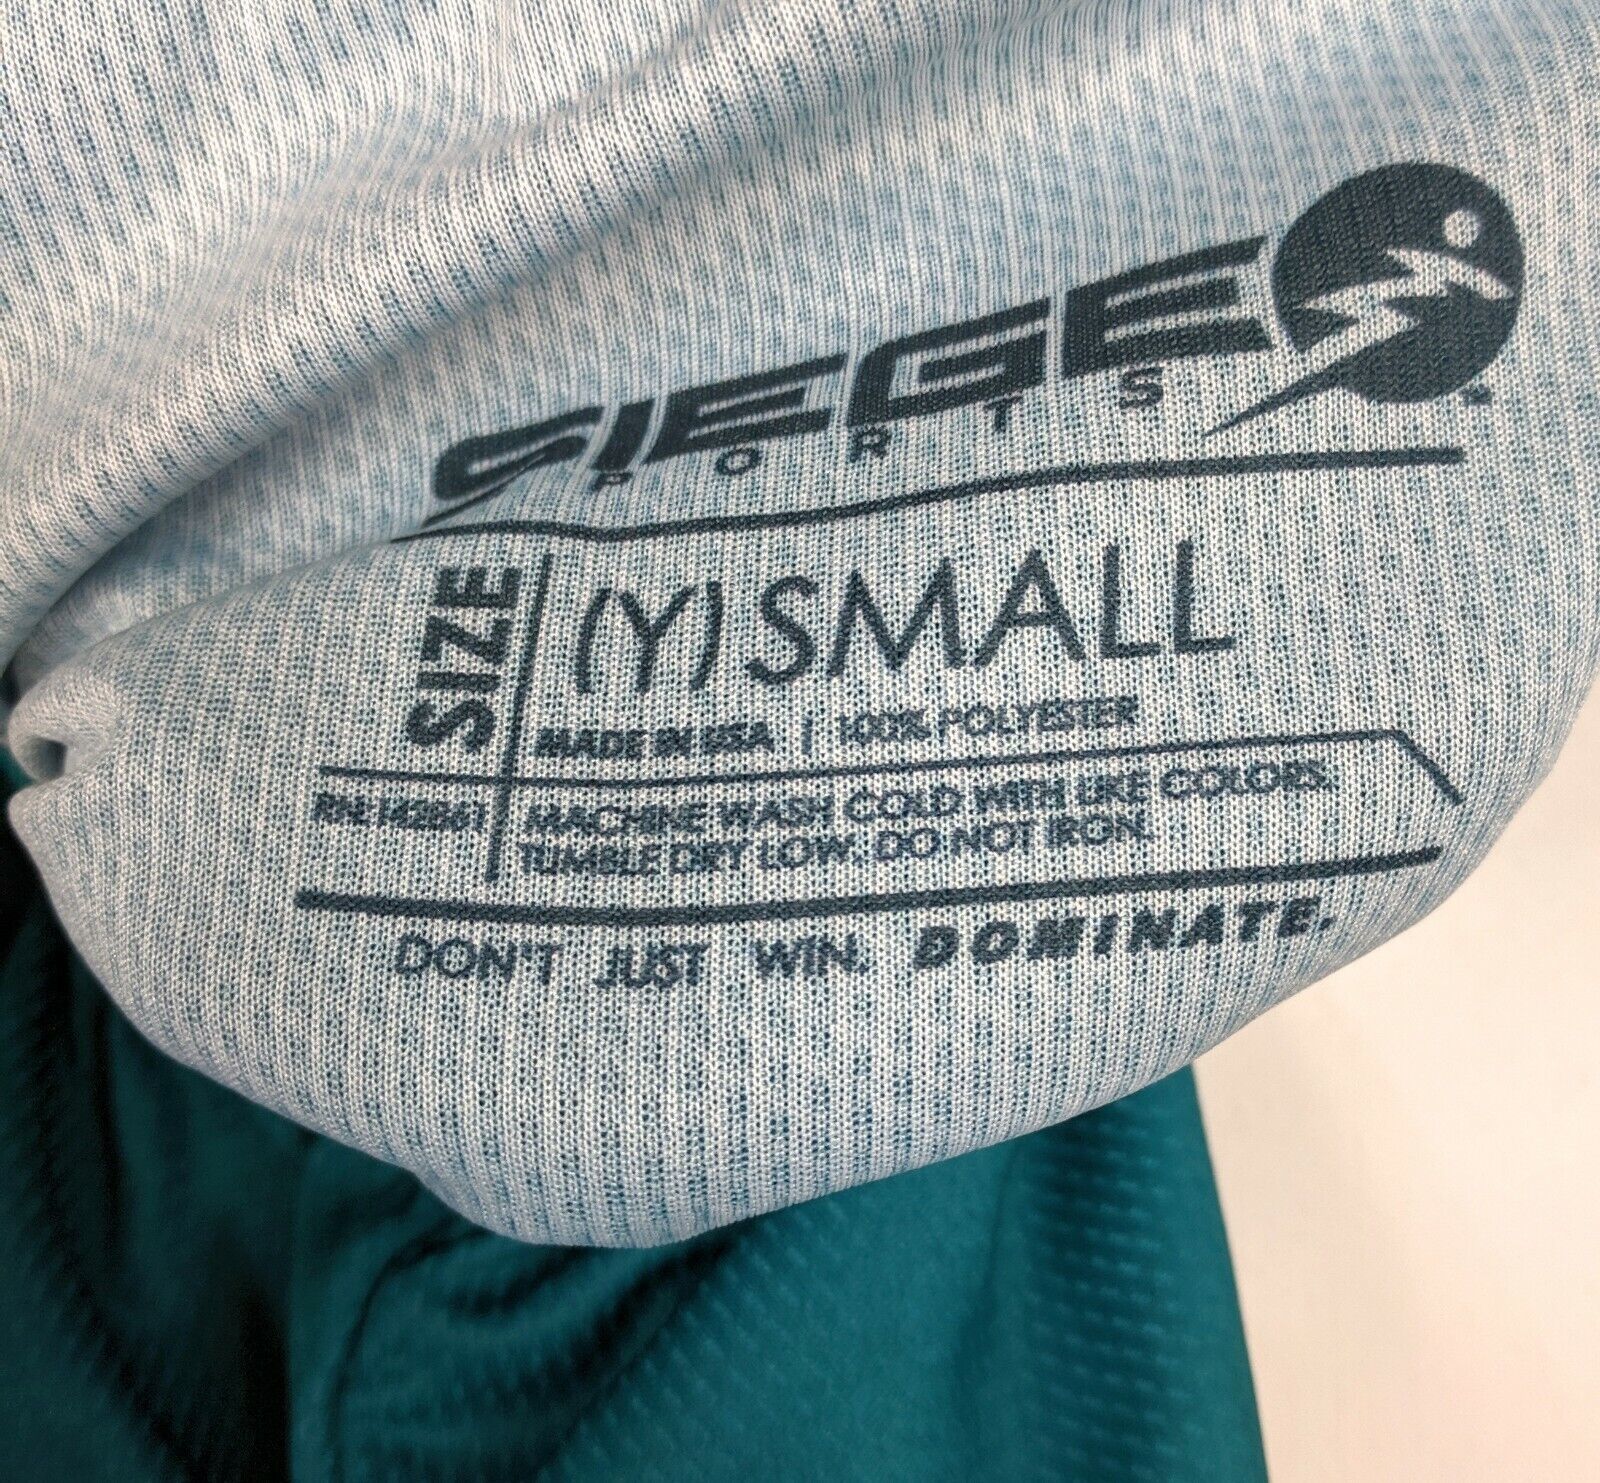 SIEGE
SPORTS
SIZE
(Y) SMALL
MADE IN USA | 100% POLYESTER
MACHINE WASH COLD WITH LIKE COLORS.
TUMBLE DRY LOW. DO NOT IRON.
DON'T JUST WIN. DOMINATE.